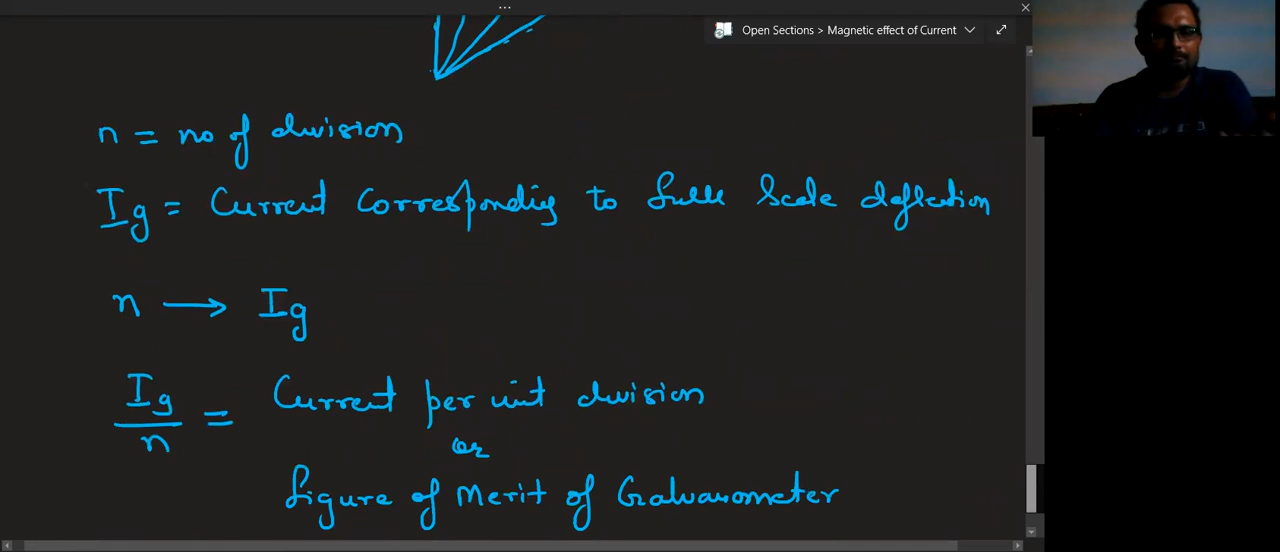 Open Sections > Magnetic effect of Current
n = no of division
Ig = Current corresponding to full scale deflection
n → Ig
Ig/n = Current per unit division
or
figure of Merit of Galvanometer